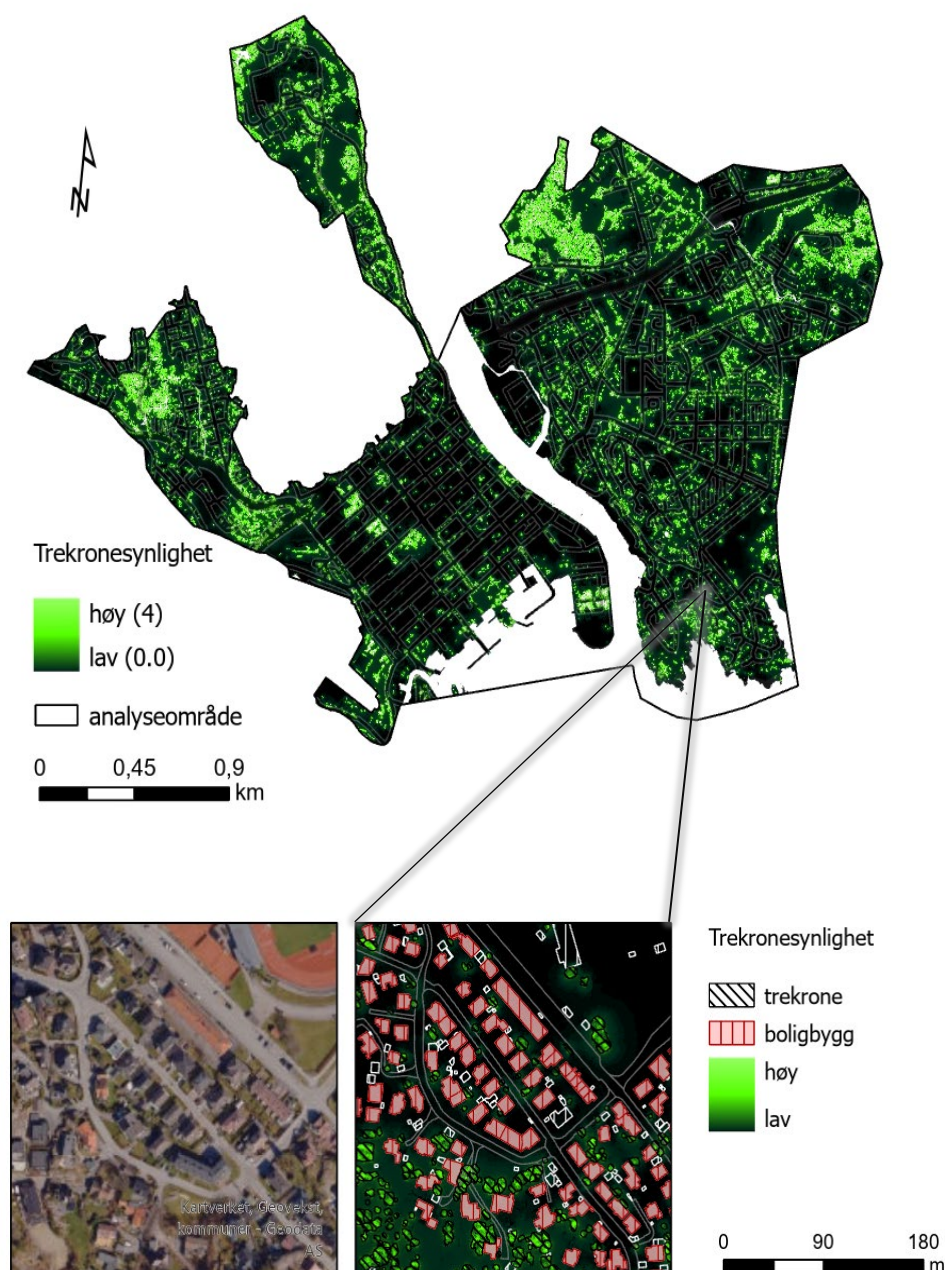 N
Trekronesynlighet
høy (4)
lav (0.0)
analyseområde
0 0,45 0,9
km
Kartverket, Geovekst,
kommuner - Geodata
AS
Trekronesynlighet
trekrone
boligbygg
høy
lav
0 90 180
m